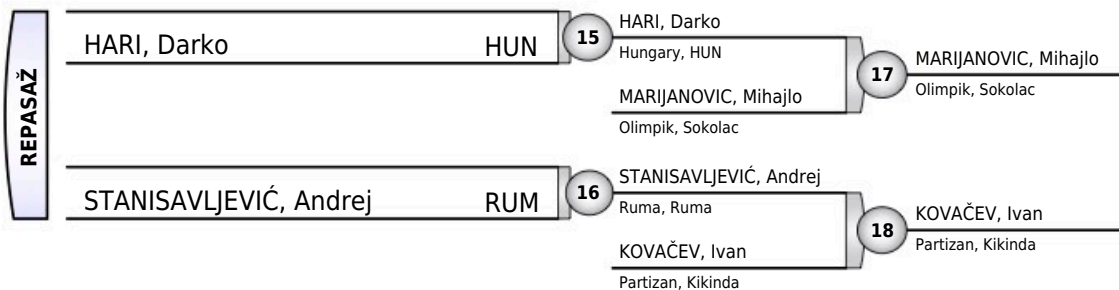 REPASAŽ
HARI, Darko HUN
15
HARI, Darko
Hungary, HUN
MARIJANOVIC, Mihajlo
Olimpik, Sokolac
17
MARIJANOVIC, Mihajlo
Olimpik, Sokolac
STANISAVLJEVIĆ, Andrej RUM
16
STANISAVLJEVIĆ, Andrej
Ruma, Ruma
KOVAČEV, Ivan
Partizan, Kikinda
18
KOVAČEV, Ivan
Partizan, Kikinda